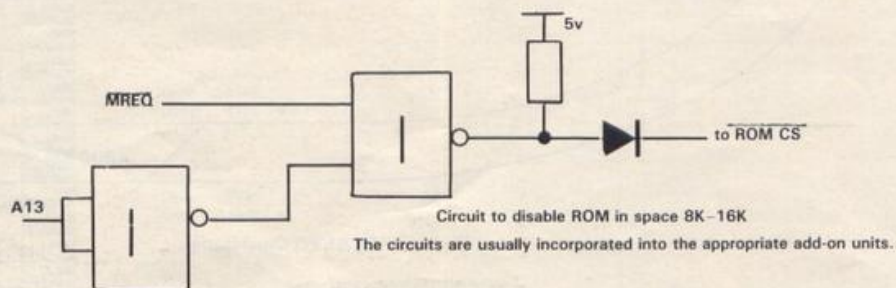 5v
MREQ
to ROM CS
A13
Circuit to disable ROM in space 8K–16K
The circuits are usually incorporated into the appropriate add-on units.